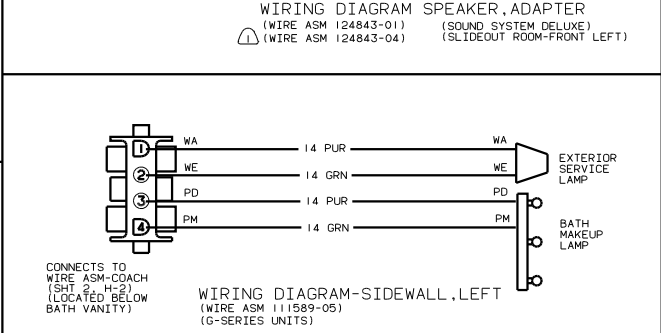 WIRING DIAGRAM SPEAKER, ADAPTER
(WIRE ASM 124843-01) (SOUND SYSTEM DELUXE)
1 (WIRE ASM 124843-04) (SLIDEOUT ROOM-FRONT LEFT)
1 WA 14 PUR WA
2 WE 14 GRN WE
EXTERIOR
SERVICE
LAMP
3 PD 14 PUR PD
4 PM 14 GRN PM
BATH
MAKEUP
LAMP
CONNECTS TO
WIRE ASM-COACH
(SHT 2, H-2)
(LOCATED BELOW
BATH VANITY)
WIRING DIAGRAM-SIDEWALL, LEFT
(WIRE ASM 111589-05)
(G-SERIES UNITS)